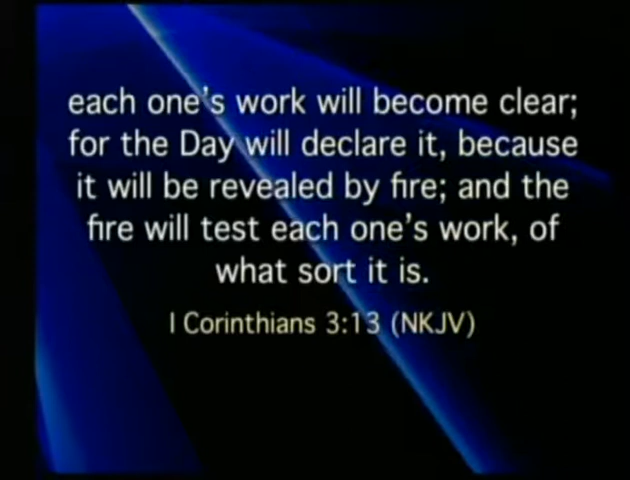 each one's work will become clear;
for the Day will declare it, because
it will be revealed by fire; and the
fire will test each one's work, of
what sort it is.
I Corinthians 3:13 (NKJV)